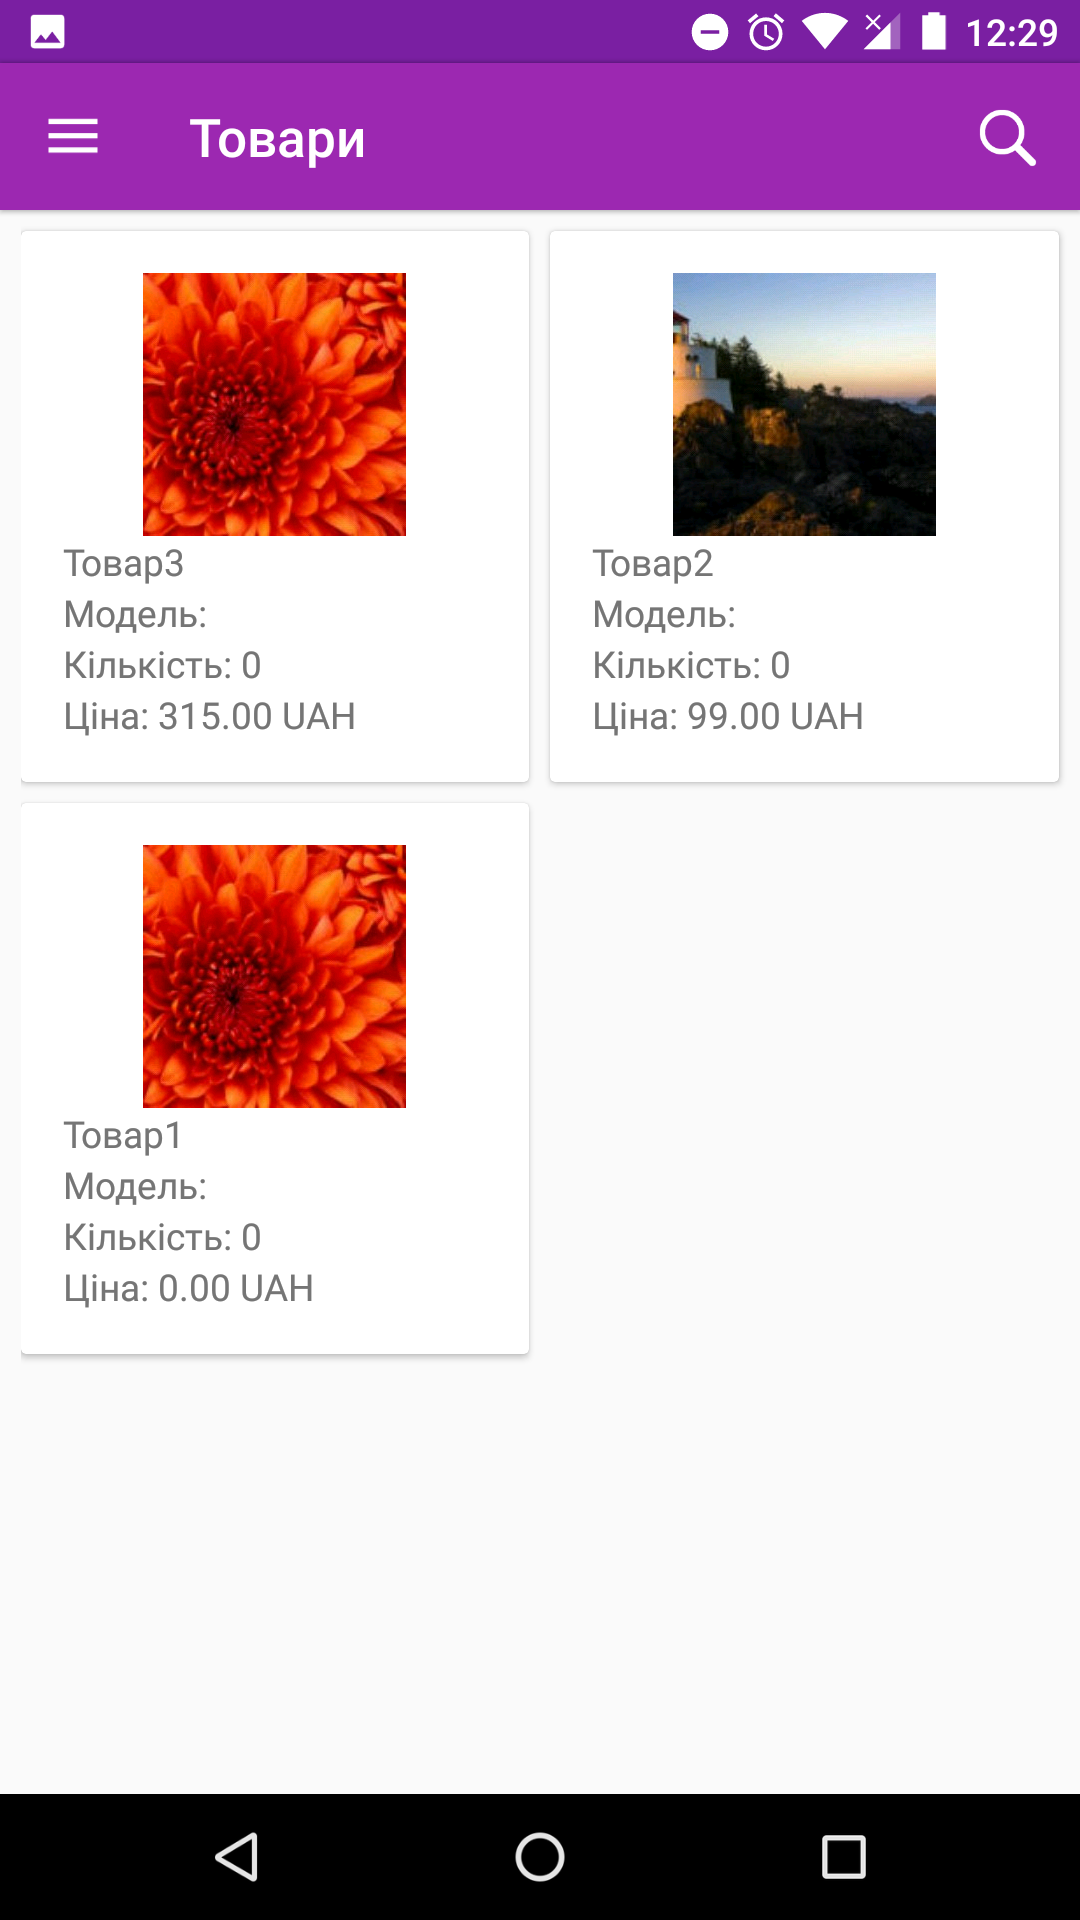 12:29
Товари
Товар3
Модель:
Кількість: 0
Ціна: 315.00 UAH
Товар2
Модель:
Кількість: 0
Ціна: 99.00 UAH
Товар1
Модель:
Кількість: 0
Ціна: 0.00 UAH